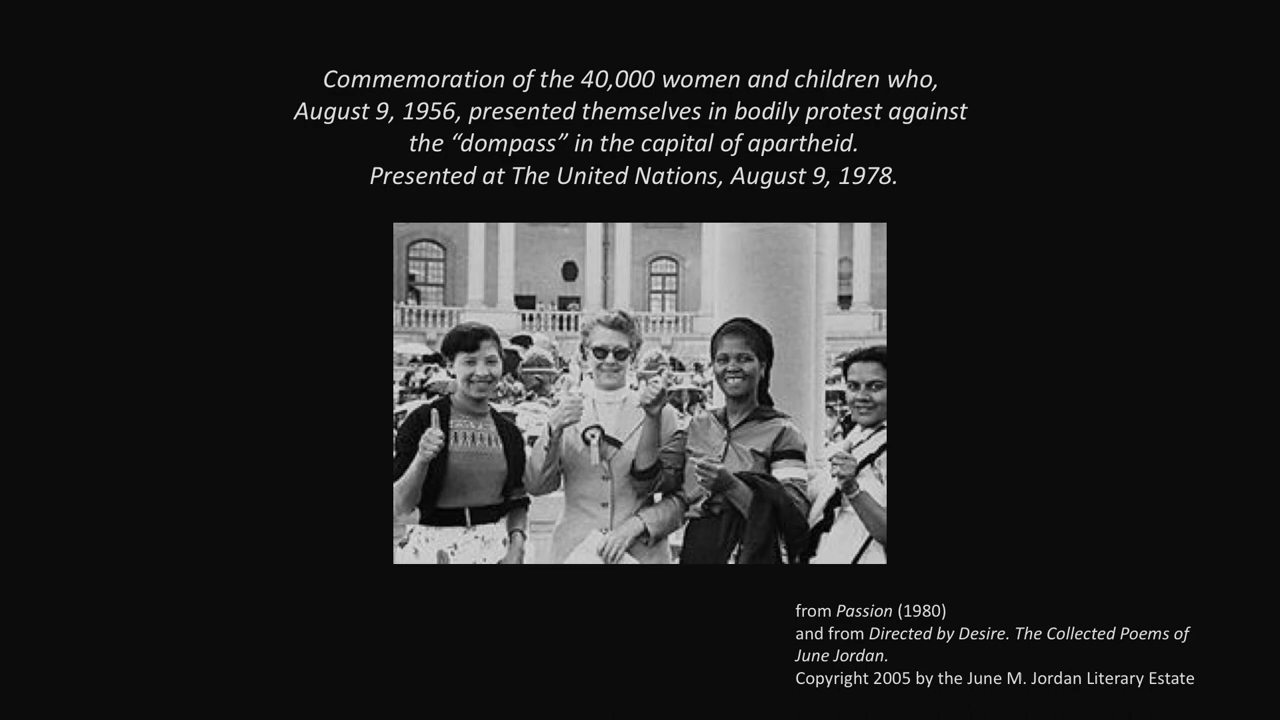 Commemoration of the 40,000 women and children who,
August 9, 1956, presented themselves in bodily protest against
the “dompass” in the capital of apartheid.
Presented at The United Nations, August 9, 1978.
from Passion (1980)
and from Directed by Desire. The Collected Poems of
June Jordan.
Copyright 2005 by the June M. Jordan Literary Estate